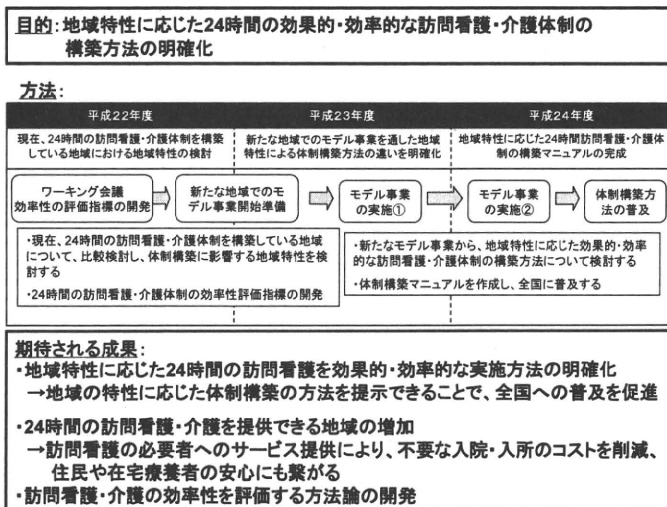 目的:地域特性に応じた24時間の効果的・効率的な訪問看護・介護体制の
構築方法の明確化
方法:
平成22年度
平成23年度
平成24年度
現在、24時間の訪問看護・介護体制を構築
している地域における地域特性の検討
新たな地域でのモデル事業を通した地域
特性による体制構築方法の違いを明確化
地域特性に応じた24時間訪問看護・介護体
制の構築マニュアルの完成
ワーキング会議
効率性の評価指標の開発
新たな地域でのモ
デル事業開始準備
モデル事業
の実施①
モデル事業
の実施②
体制構築方
法の普及
・現在、24時間の訪問看護・介護体制を構築している地域
について、比較検討し、体制構築に影響する地域特性を検
討する
・24時間の訪問看護・介護体制の効率性評価指標の開発
・新たなモデル事業から、地域特性に応じた効果的・効率
的な訪問看護・介護体制の構築方法について検討する
・体制構築マニュアルを作成し、全国に普及する
期待される成果:
・地域特性に応じた24時間の訪問看護を効果的・効率的な実施方法の明確化
→地域の特性に応じた体制構築の方法を提示できることで、全国への普及を促進
・24時間の訪問看護・介護を提供できる地域の増加
→訪問看護の必要者へのサービス提供により、不要な入院・入所のコストを削減、
住民や在宅療養者の安心にも繋がる
・訪問看護・介護の効率性を評価する方法論の開発